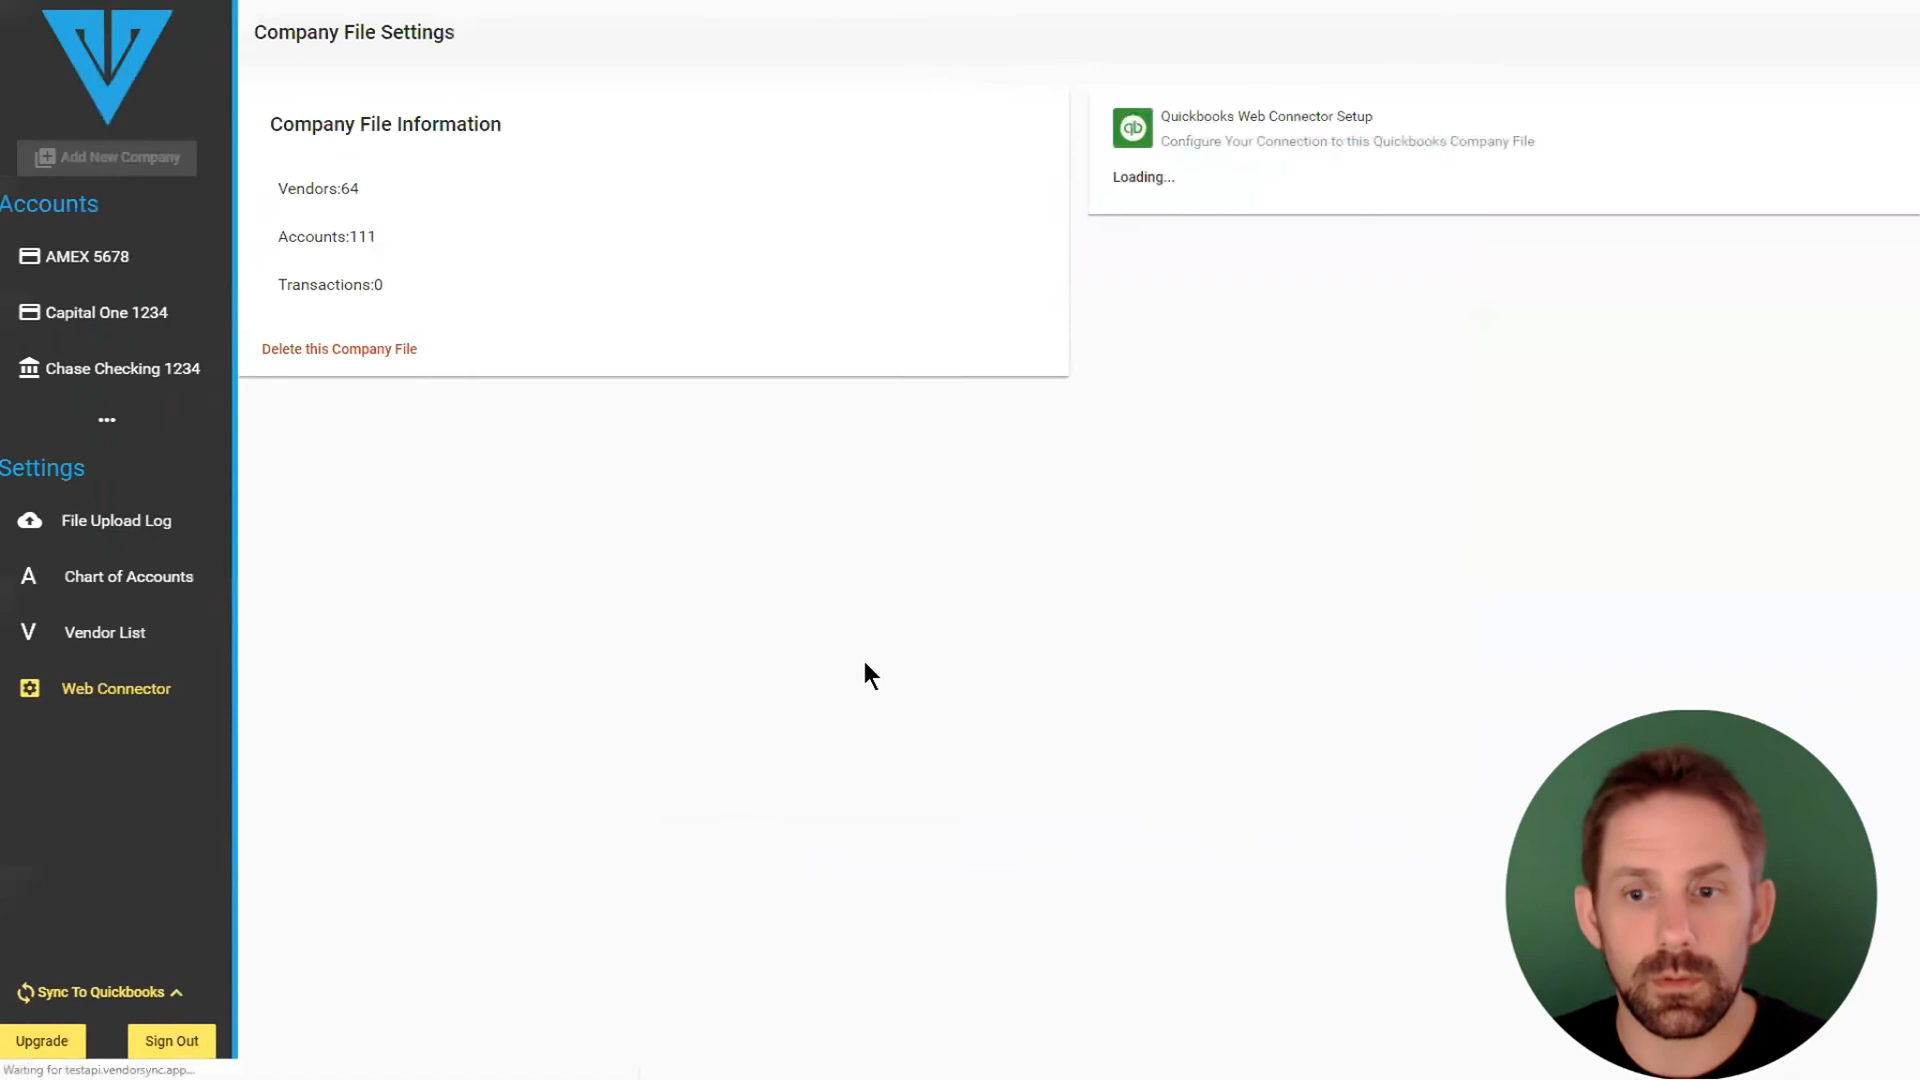 Company File Settings
Add New Company
Accounts
AMEX 5678
Capital One 1234
Chase Checking 1234
...
Settings
File Upload Log
A Chart of Accounts
V Vendor List
Web Connector
Sync To Quickbooks
Upgrade
Sign Out
Waiting for testapi.vendorsync.app...
Company File Information
Vendors:64
Accounts:111
Transactions:0
Delete this Company File
qb
Quickbooks Web Connector Setup
Configure Your Connection to this Quickbooks Company File
Loading...